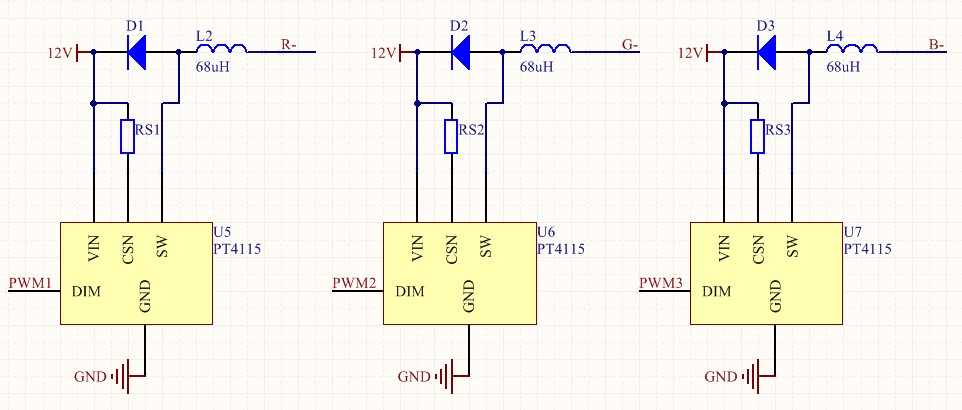 D1
12V
L2
R-
68uH
RS1
VIN
CSN
SW
U5
PT4115
PWM1
DIM
GND
GND
D2
12V
L3
G-
68uH
RS2
VIN
CSN
SW
U6
PT4115
PWM2
DIM
GND
GND
D3
12V
L4
B-
68uH
RS3
VIN
CSN
SW
U7
PT4115
PWM3
DIM
GND
GND